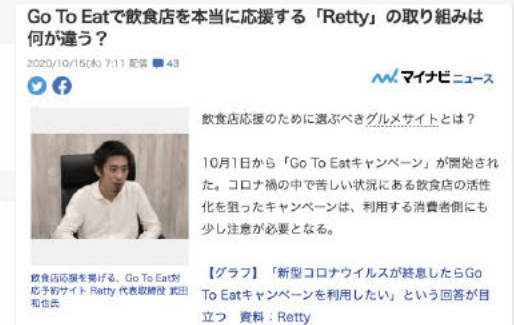 Go To Eatで飲食店を本当に応援する「Retty」の取り組みは
何が違う？
2020/10/15(木) 7:11 配信 43
マイナビニュース
飲食店応援のために選ぶべきグルメサイトとは？
10月1日から「Go To Eatキャンペーン」が開始され
た。コロナ禍の中で苦しい状況にある飲食店の活性
化を狙ったキャンペーンは、利用する消費者側にも
少し注意が必要となる。
飲食店応援を掲げる、Go To Eat対
応予約サイト Retty 代表取締役 武田
和也氏
【グラフ】「新型コロナウイルスが終息したらGo
To Eatキャンペーンを利用したい」という回答が目
立つ 資料：Retty